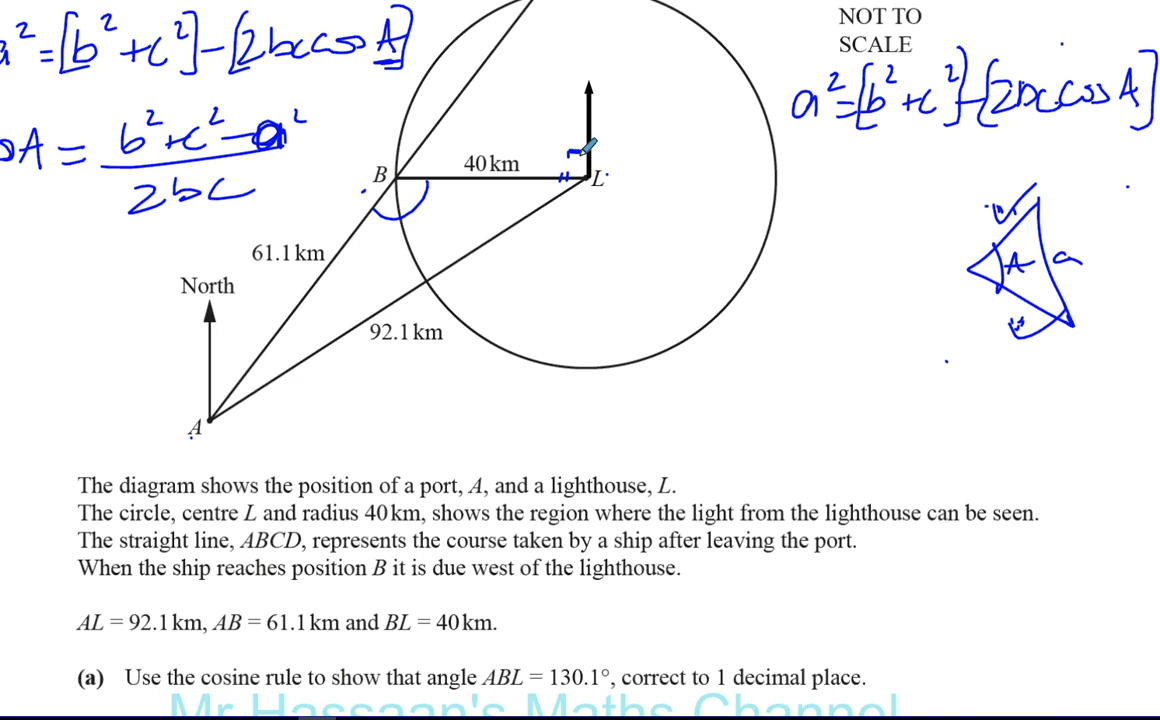 NOT TO
SCALE
a² = [b² + c²] − [2bc cos A]
a² = [b² + c²] − [2bc cos A]
A = b² + c² − a²
2bc
B
40 km
L
61.1 km
A
a
North
92.1 km
A
The diagram shows the position of a port, A, and a lighthouse, L.
The circle, centre L and radius 40 km, shows the region where the light from the lighthouse can be seen.
The straight line, ABCD, represents the course taken by a ship after leaving the port.
When the ship reaches position B it is due west of the lighthouse.
AL = 92.1 km, AB = 61.1 km and BL = 40 km.
(a) Use the cosine rule to show that angle ABL = 130.1°, correct to 1 decimal place.
Mr Hassaan's Maths Channel